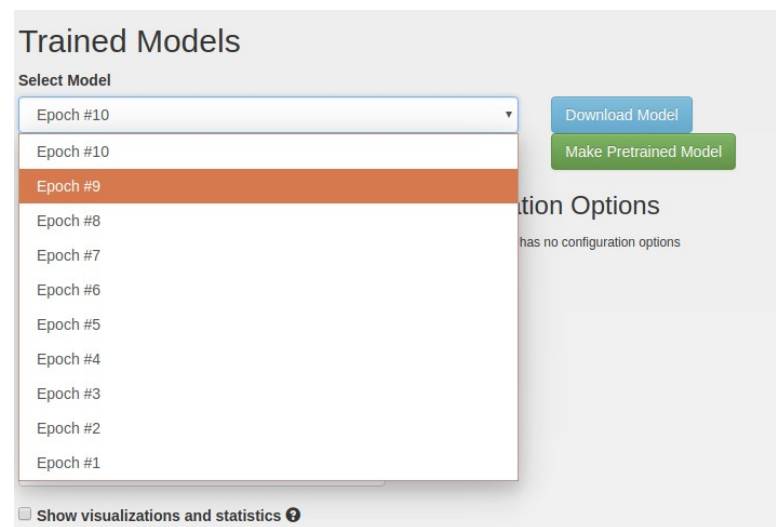 Trained Models
Select Model
Epoch #10
Download Model
Epoch #10
Make Pretrained Model
Epoch #9
Epoch #8
tion Options
Epoch #7
has no configuration options
Epoch #6
Epoch #5
Epoch #4
Epoch #3
Epoch #2
Epoch #1
Show visualizations and statistics ?